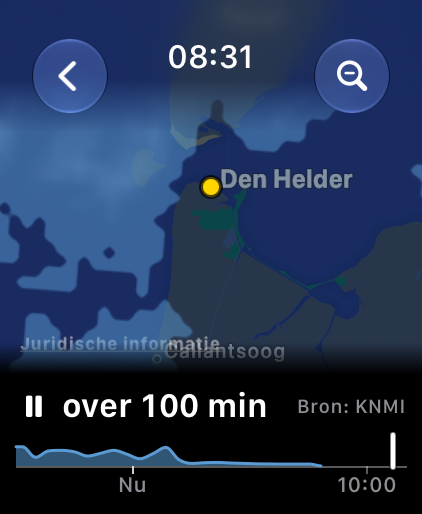 08:31
Den Helder
Juridische informatie
Callantsoog
over 100 min
Bron: KNMI
Nu
10:00